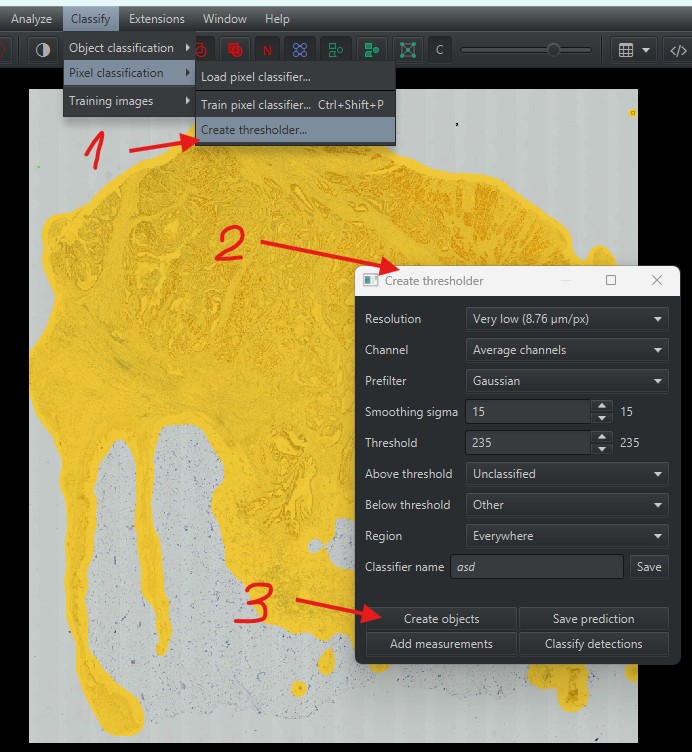 Analyze Classify Extensions Window Help
N C
Object classification
Pixel classification
Training images
Load pixel classifier...
Train pixel classifier... Ctrl+Shift+P
Create thresholder...
1
2
Create thresholder
Resolution Very low (8.76 µm/px)
Channel Average channels
Prefilter Gaussian
Smoothing sigma 15 15
Threshold 235 235
Above threshold Unclassified
Below threshold Other
Region Everywhere
Classifier name asd Save
3
Create objects Save prediction
Add measurements Classify detections